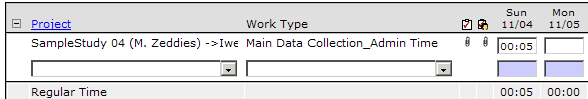 Project Work Type Sun 11/04 Mon 11/05
SampleStudy 04 (M. Zeddies) ->Iwe Main Data Collection_Admin Time 00:05
Regular Time 00:05 00:00